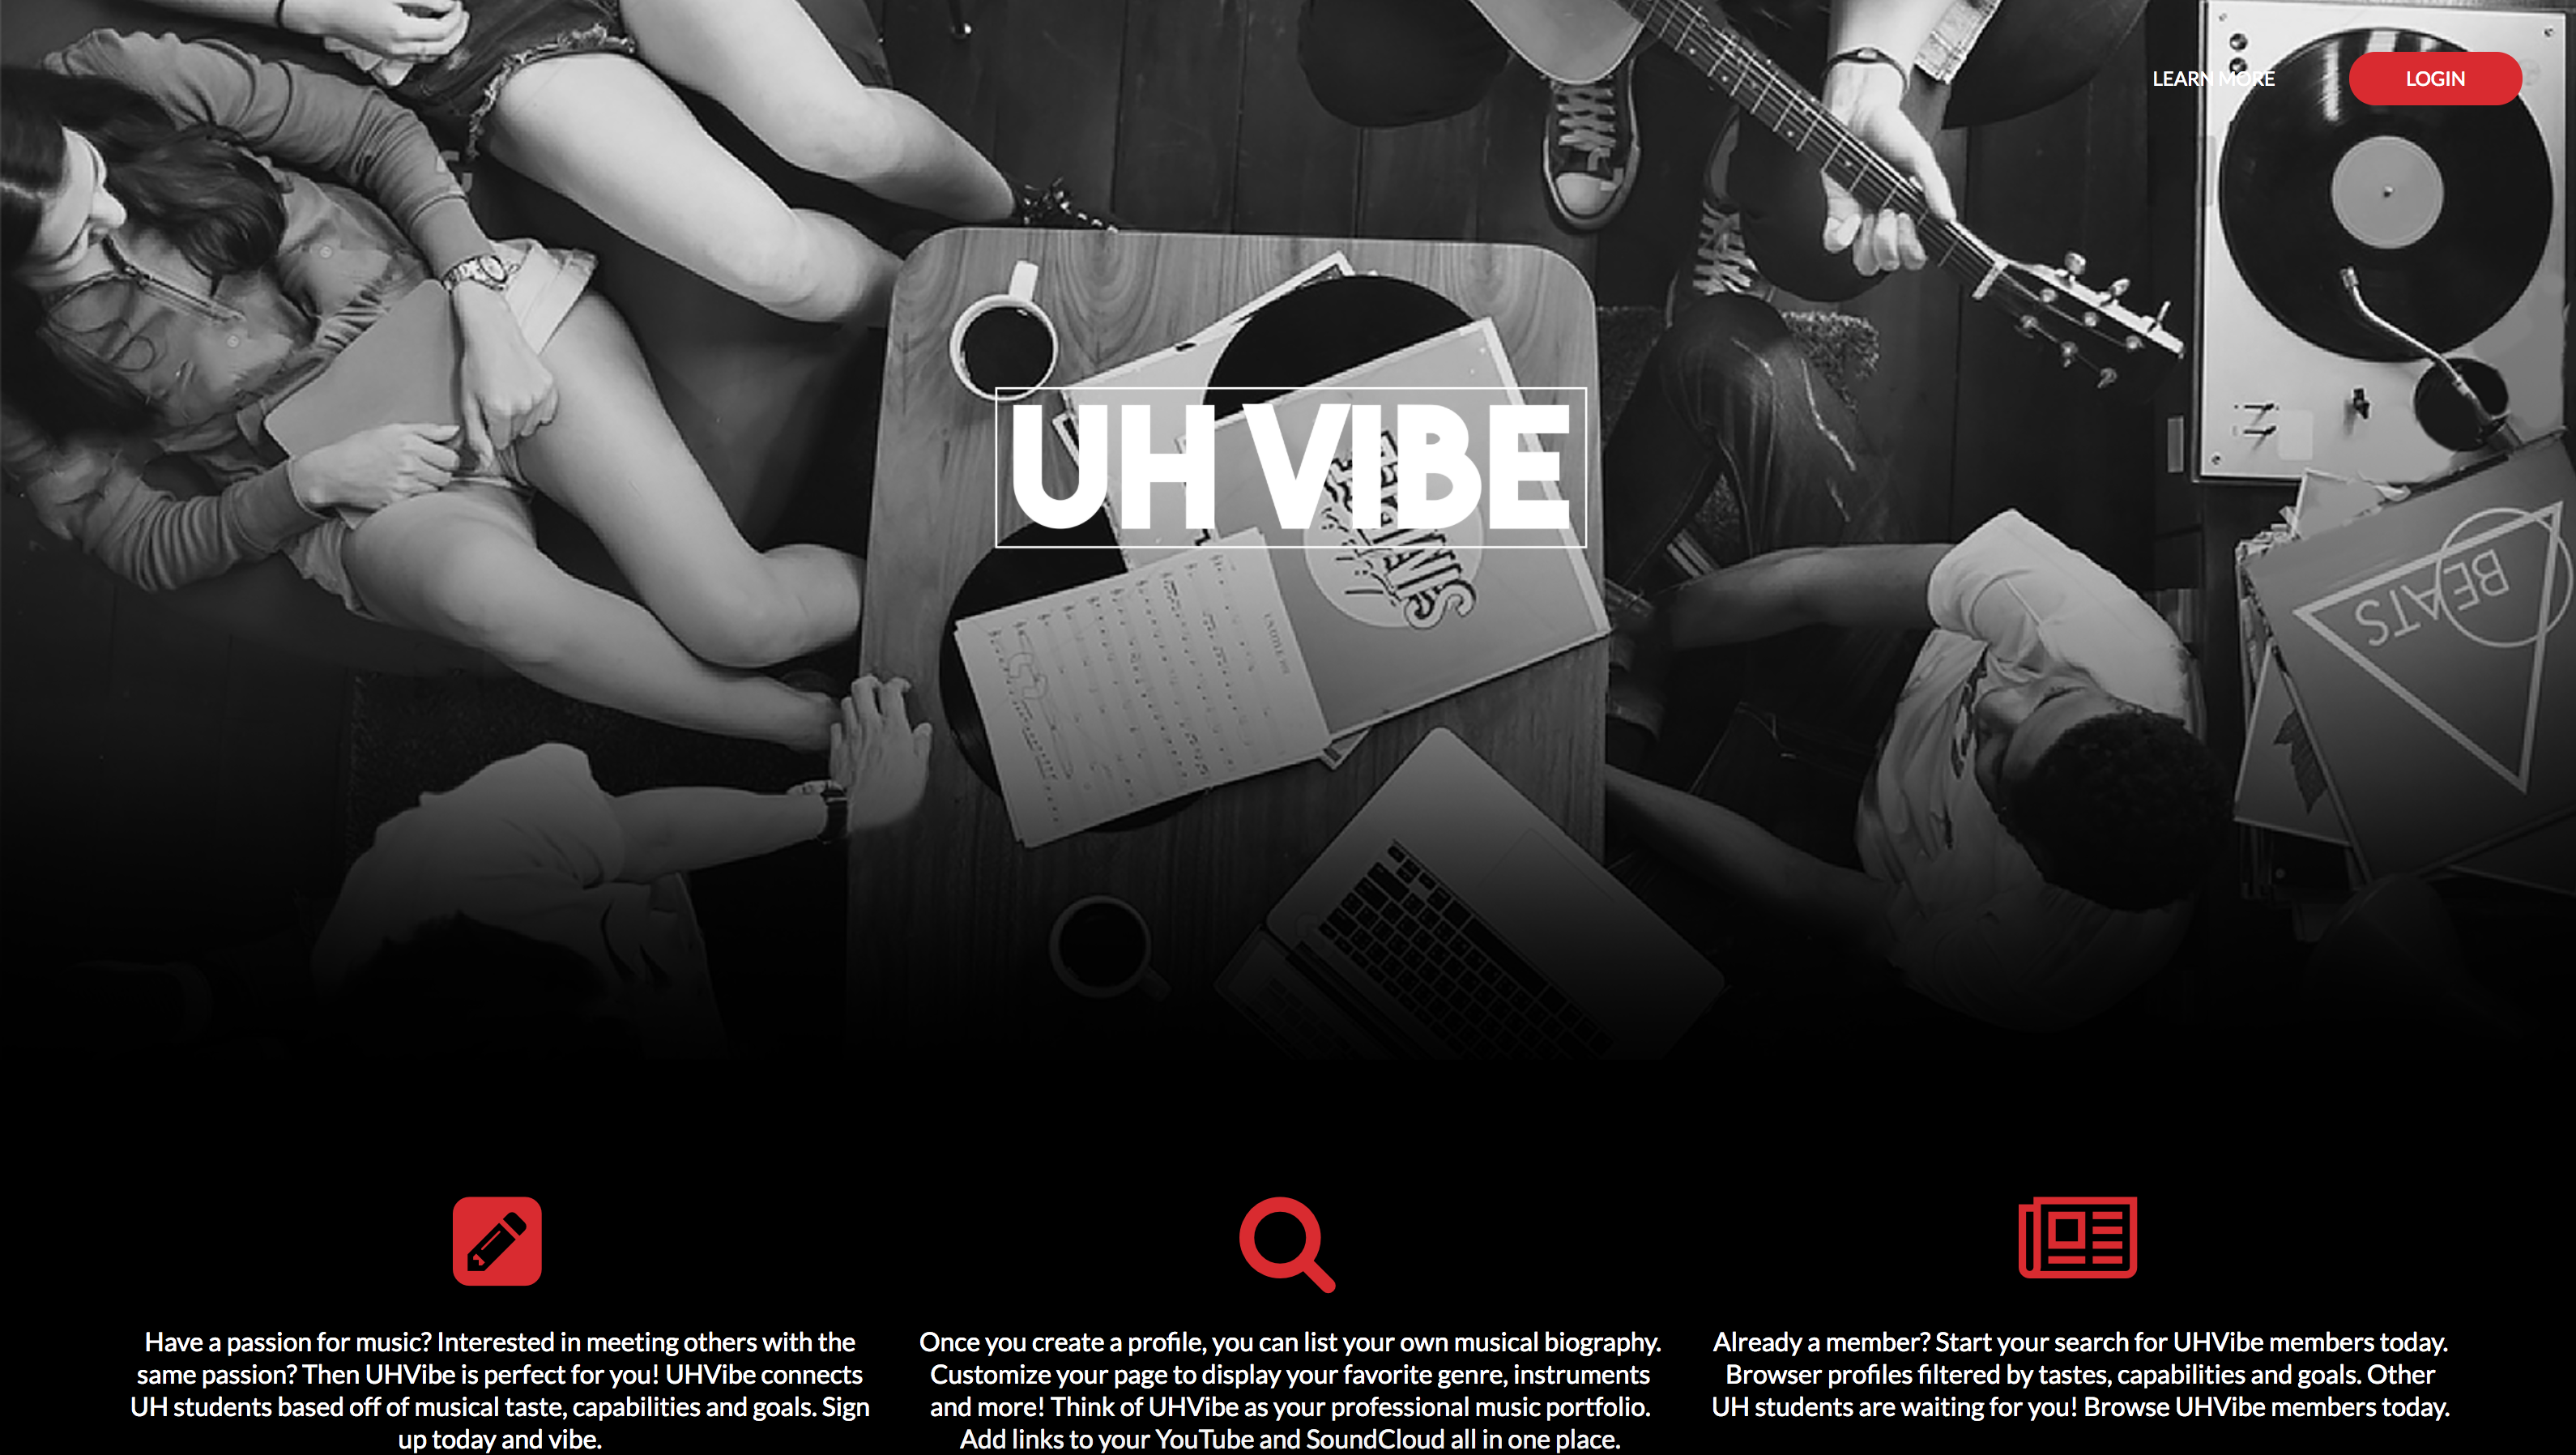 LEARN MORE
LOGIN
UH VIBE
BEATS
Have a passion for music? Interested in meeting others with the
same passion? Then UHVibe is perfect for you! UHVibe connects
UH students based off of musical taste, capabilities and goals. Sign
up today and vibe.
Once you create a profile, you can list your own musical biography.
Customize your page to display your favorite genre, instruments
and more! Think of UHVibe as your professional music portfolio.
Add links to your YouTube and SoundCloud all in one place.
Already a member? Start your search for UHVibe members today.
Browser profiles filtered by tastes, capabilities and goals. Other
UH students are waiting for you! Browse UHVibe members today.